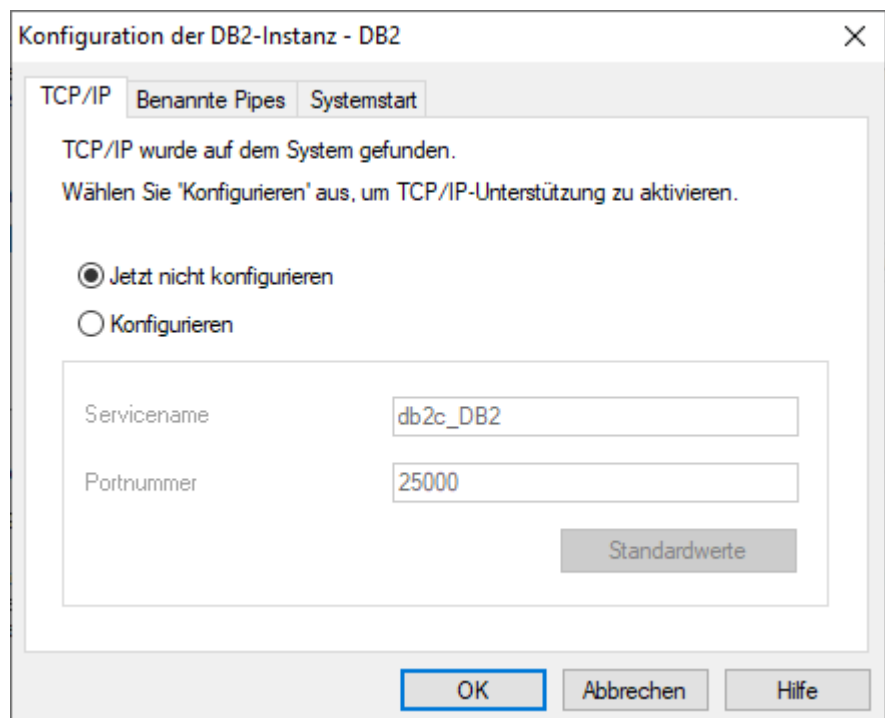 Konfiguration der DB2-Instanz - DB2
TCP/IP Benannte Pipes Systemstart
TCP/IP wurde auf dem System gefunden.
Wählen Sie 'Konfigurieren' aus, um TCP/IP-Unterstützung zu aktivieren.
Jetzt nicht konfigurieren
Konfigurieren
Servicename db2c_DB2
Portnummer 25000
Standardwerte
OK Abbrechen Hilfe